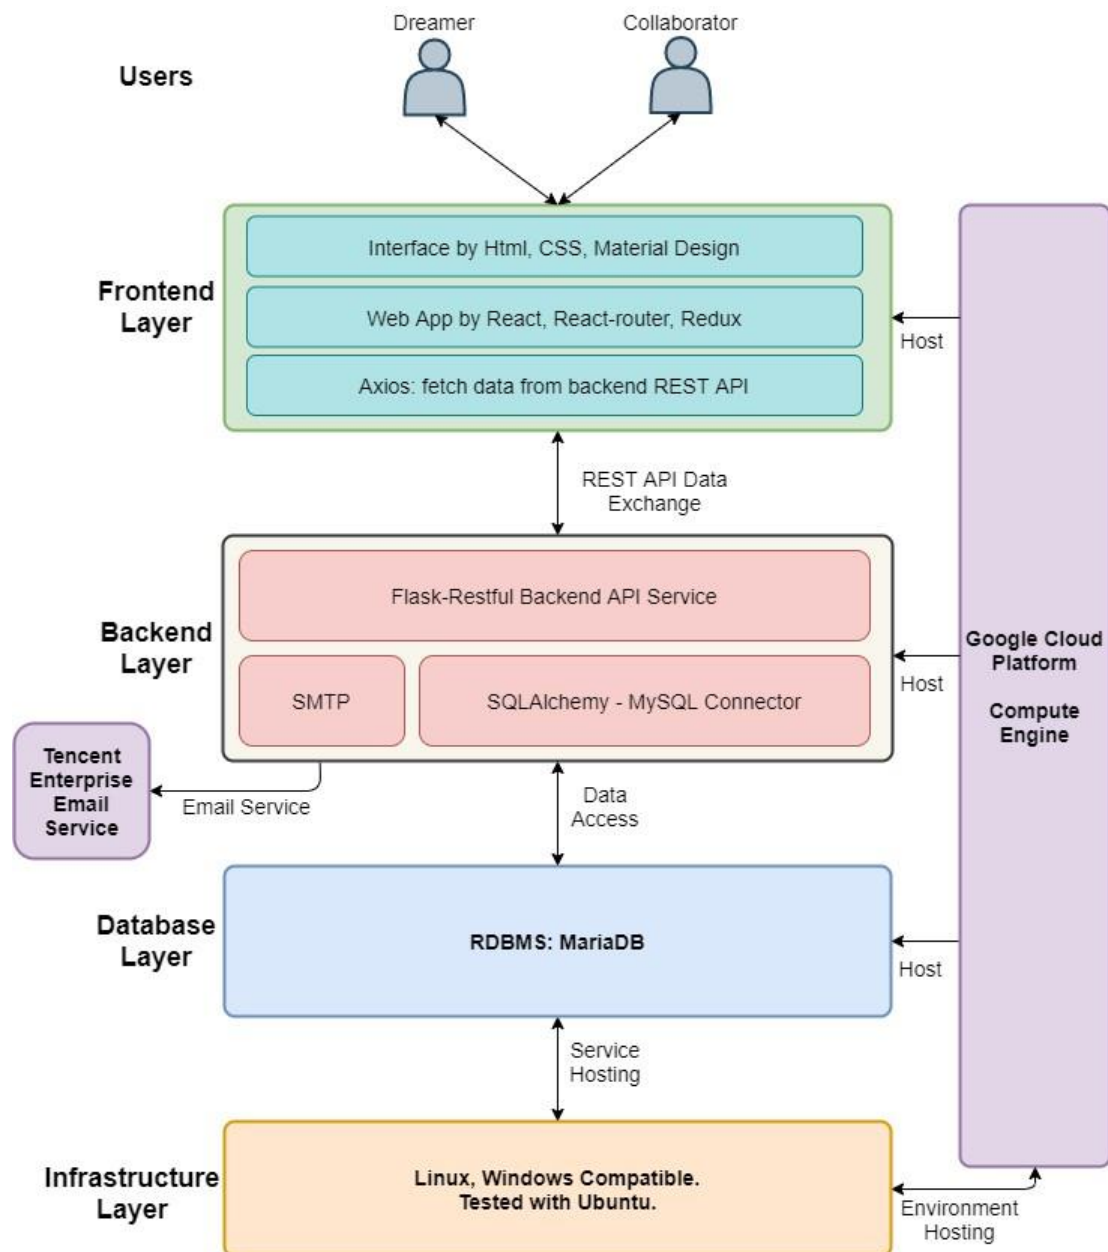 Dreamer
Collaborator
Users
Interface by Html, CSS, Material Design
Frontend
Layer
Web App by React, React-router, Redux
Host
Axios: fetch data from backend REST API
REST API Data
Exchange
Flask-Restful Backend API Service
Backend
Layer
Google Cloud
Platform
Compute
Engine
Host
SMTP
SQLAlchemy - MySQL Connector
Tencent
Enterprise
Email
Service
Email Service
Data
Access
Database
Layer
RDBMS: MariaDB
Host
Service
Hosting
Infrastructure
Layer
Linux, Windows Compatible.
Tested with Ubuntu.
Environment
Hosting